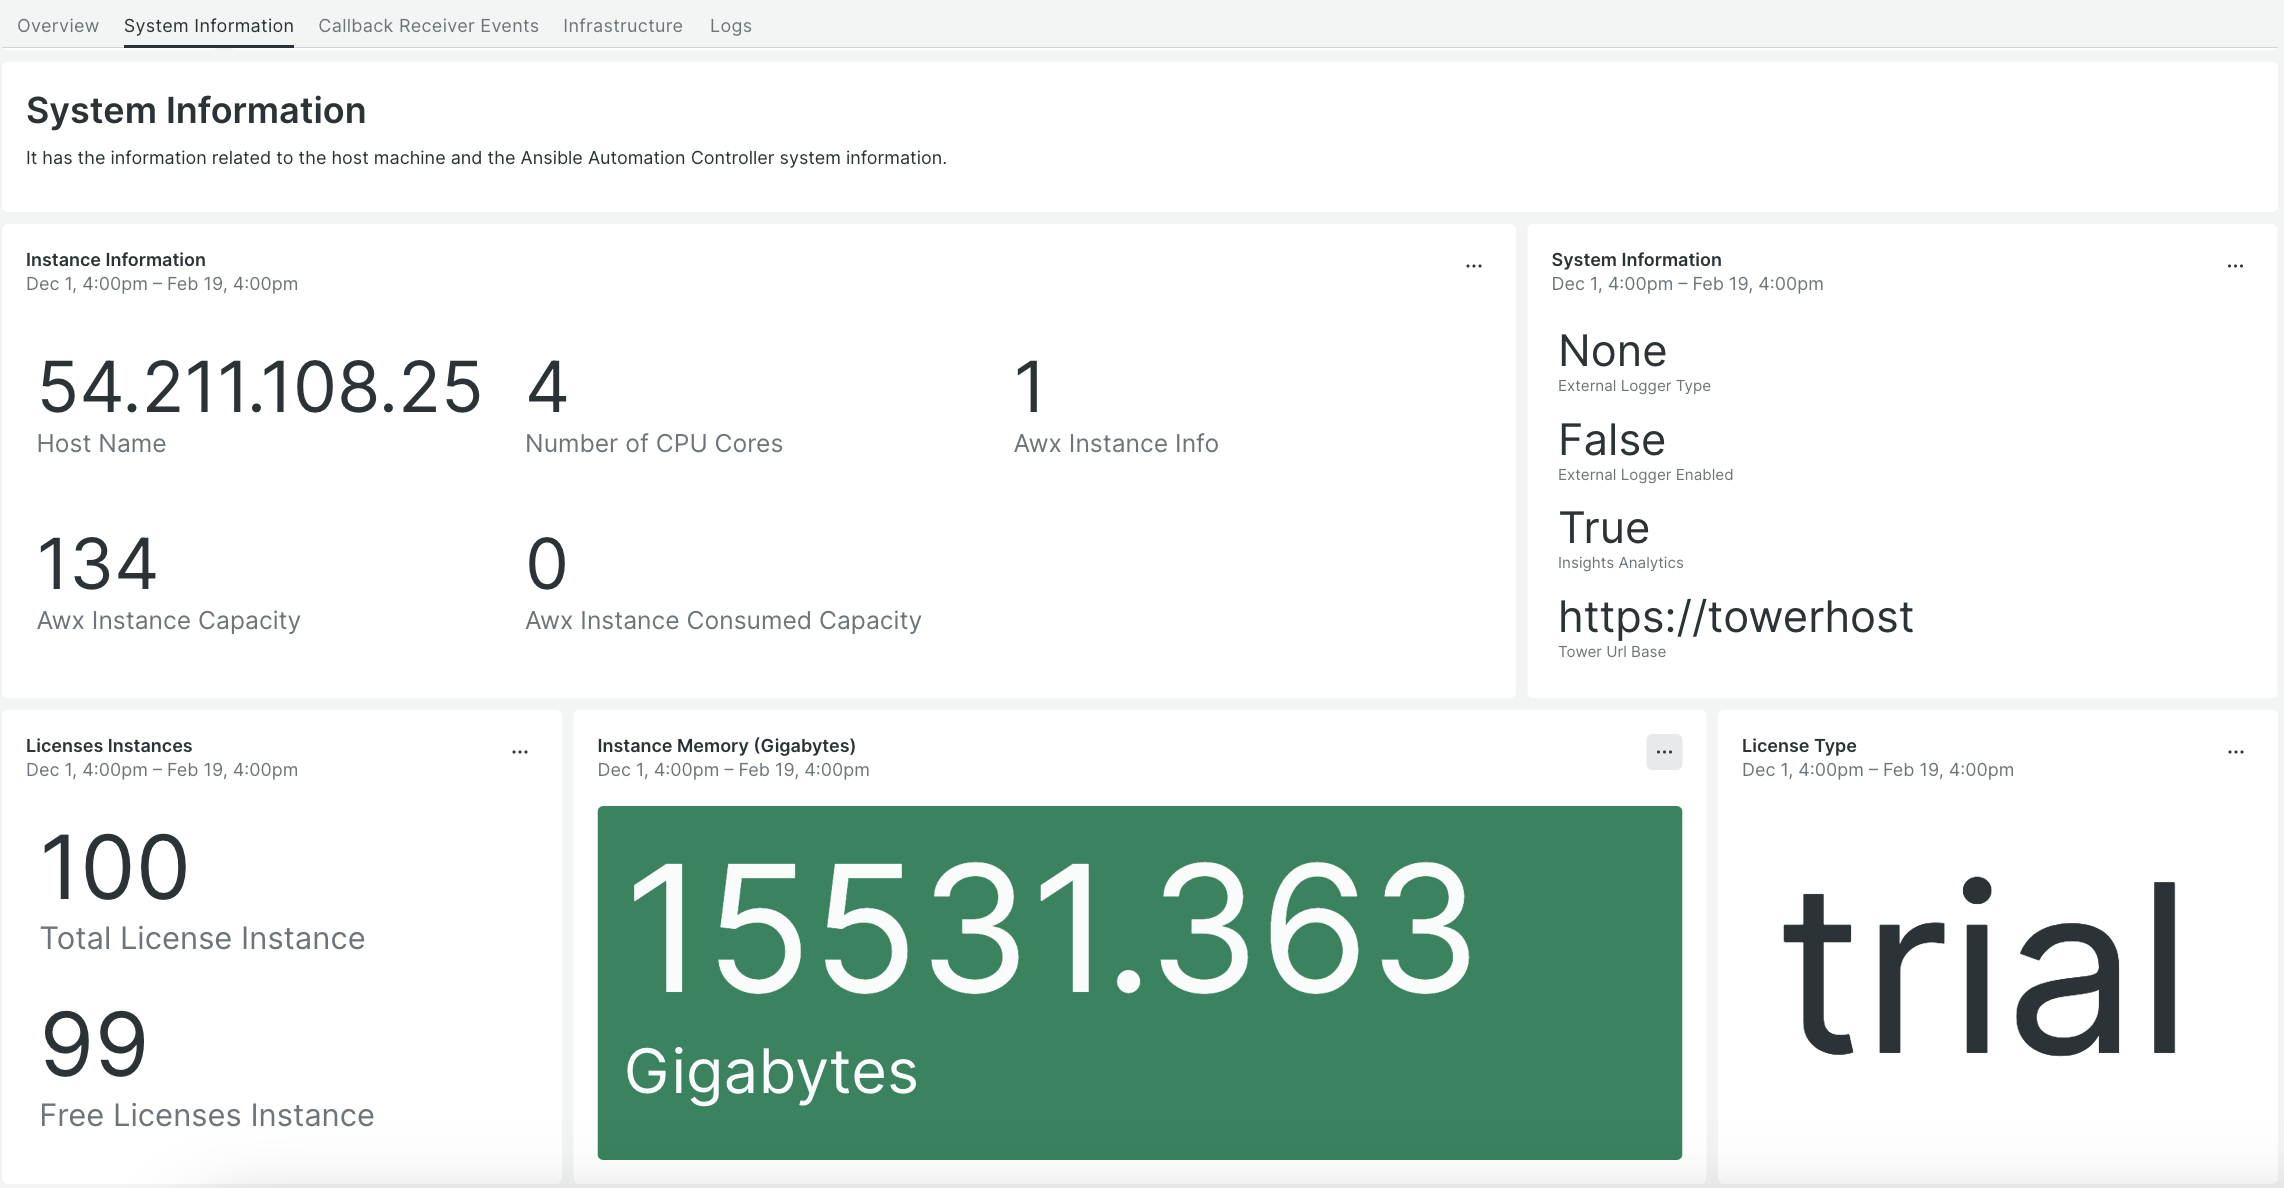 Overview System Information Callback Receiver Events Infrastructure Logs
System Information
It has the information related to the host machine and the Ansible Automation Controller system information.
Instance Information
Dec 1, 4:00pm – Feb 19, 4:00pm
54.211.108.25
Host Name
4
Number of CPU Cores
1
Awx Instance Info
134
Awx Instance Capacity
0
Awx Instance Consumed Capacity
System Information
Dec 1, 4:00pm – Feb 19, 4:00pm
None
External Logger Type
False
External Logger Enabled
True
Insights Analytics
https://towerhost
Tower Url Base
Licenses Instances
Dec 1, 4:00pm – Feb 19, 4:00pm
100
Total License Instance
99
Free Licenses Instance
Instance Memory (Gigabytes)
Dec 1, 4:00pm – Feb 19, 4:00pm
15531.363
Gigabytes
License Type
Dec 1, 4:00pm – Feb 19, 4:00pm
trial